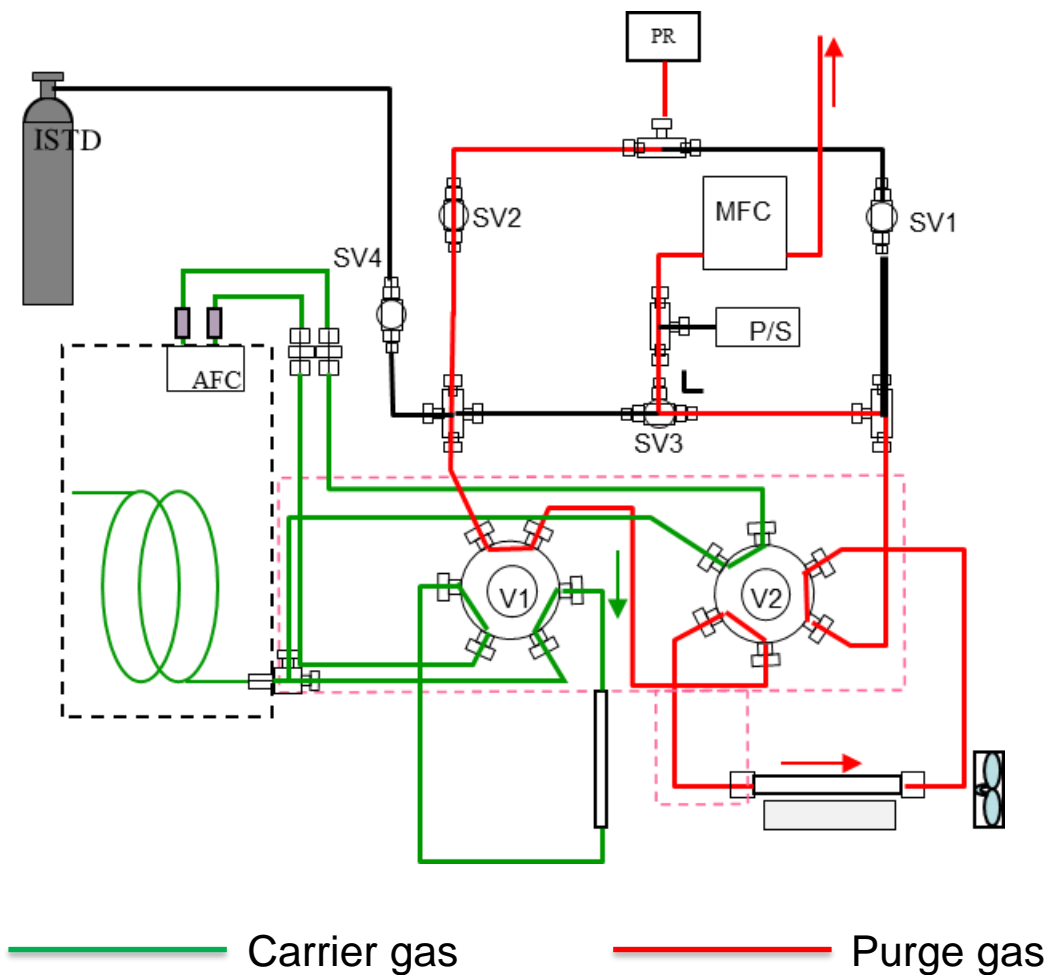 PR
ISTD
SV2
MFC
SV1
SV4
P/S
AFC
SV3
V1
V2
Carrier gas
Purge gas